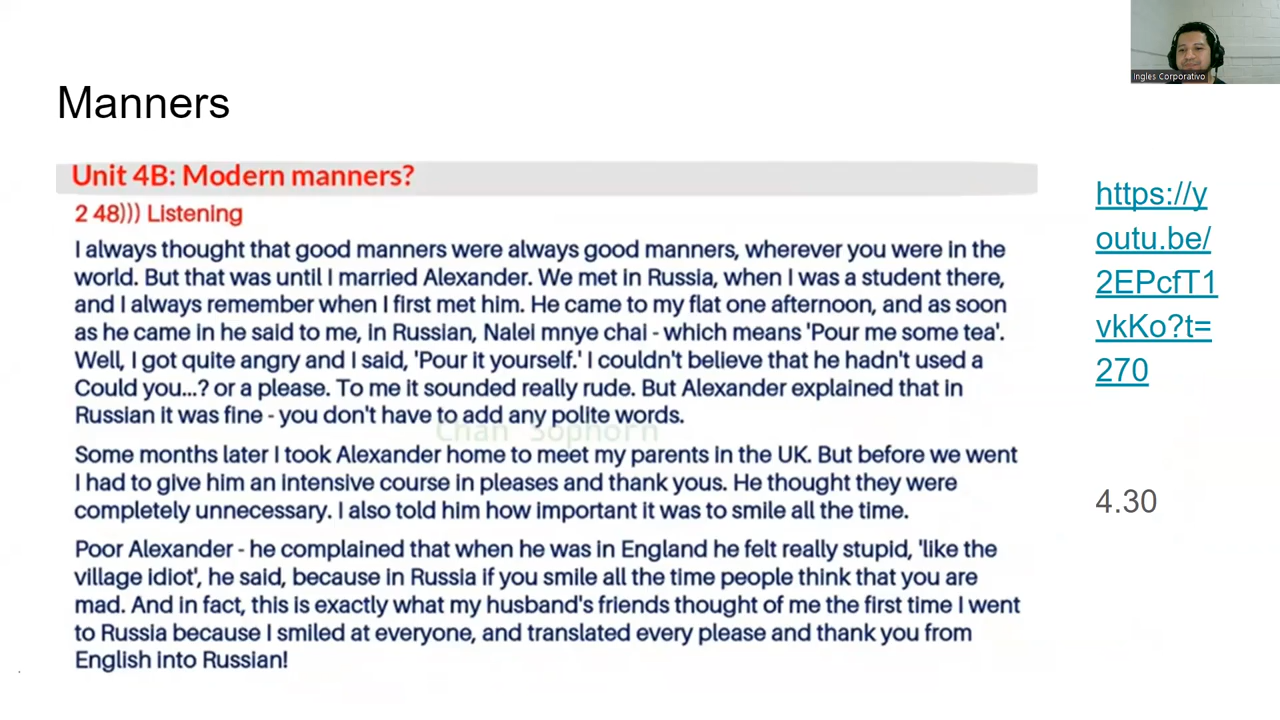 Ingles Corporativo
Manners
Unit 4B: Modern manners?
2 48))) Listening
I always thought that good manners were always good manners, wherever you were in the
world. But that was until I married Alexander. We met in Russia, when I was a student there,
and I always remember when I first met him. He came to my flat one afternoon, and as soon
as he came in he said to me, in Russian, Nalei mnye chai - which means 'Pour me some tea'.
Well, I got quite angry and I said, 'Pour it yourself.' I couldn't believe that he hadn't used a
Could you...? or a please. To me it sounded really rude. But Alexander explained that in
Russian it was fine - you don't have to add any polite words.
Chan Sophorn
Some months later I took Alexander home to meet my parents in the UK. But before we went
I had to give him an intensive course in pleases and thank yous. He thought they were
completely unnecessary. I also told him how important it was to smile all the time.
Poor Alexander - he complained that when he was in England he felt really stupid, 'like the
village idiot', he said, because in Russia if you smile all the time people think that you are
mad. And in fact, this is exactly what my husband's friends thought of me the first time I went
to Russia because I smiled at everyone, and translated every please and thank you from
English into Russian!
https://y
outu.be/
2EPcfT1
vkKo?t=
270
4.30